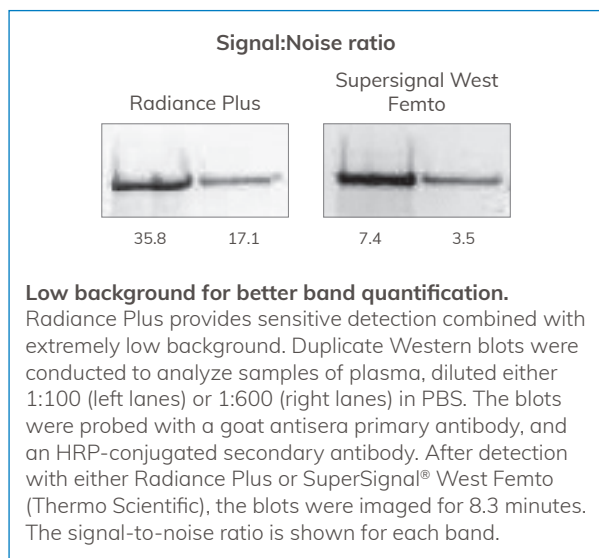 Signal:Noise ratio
Radiance Plus
Supersignal West
Femto
35.8 17.1 7.4 3.5
Low background for better band quantification.
Radiance Plus provides sensitive detection combined with
extremely low background. Duplicate Western blots were
conducted to analyze samples of plasma, diluted either
1:100 (left lanes) or 1:600 (right lanes) in PBS. The blots
were probed with a goat antisera primary antibody, and
an HRP-conjugated secondary antibody. After detection
with either Radiance Plus or SuperSignal® West Femto
(Thermo Scientific), the blots were imaged for 8.3 minutes.
The signal-to-noise ratio is shown for each band.